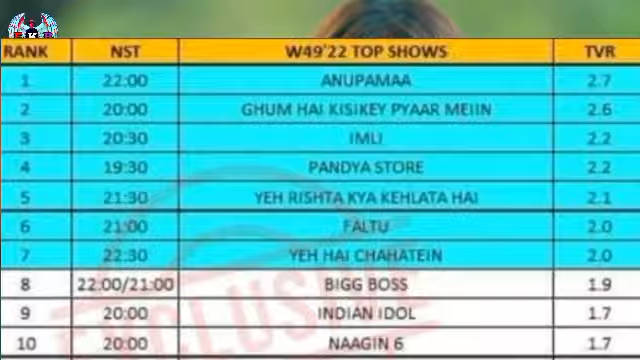 RANK NST W49'22 TOP SHOWS TVR
1 22:00 ANUPAMAA 2.7
2 20:00 GHUM HAI KISIKEY PYAAR MEIIN 2.6
3 20:30 IMLI 2.2
4 19:30 PANDYA STORE 2.2
5 21:30 YEH RISHTA KYA KEHLATA HAI 2.1
6 21:00 FALTU 2.0
7 22:30 YEH HAI CHAHATEIN 2.0
8 22:00/21:00 BIGG BOSS 1.9
9 20:00 INDIAN IDOL 1.7
10 20:00 NAAGIN 6 1.7
EXCLUSIVE